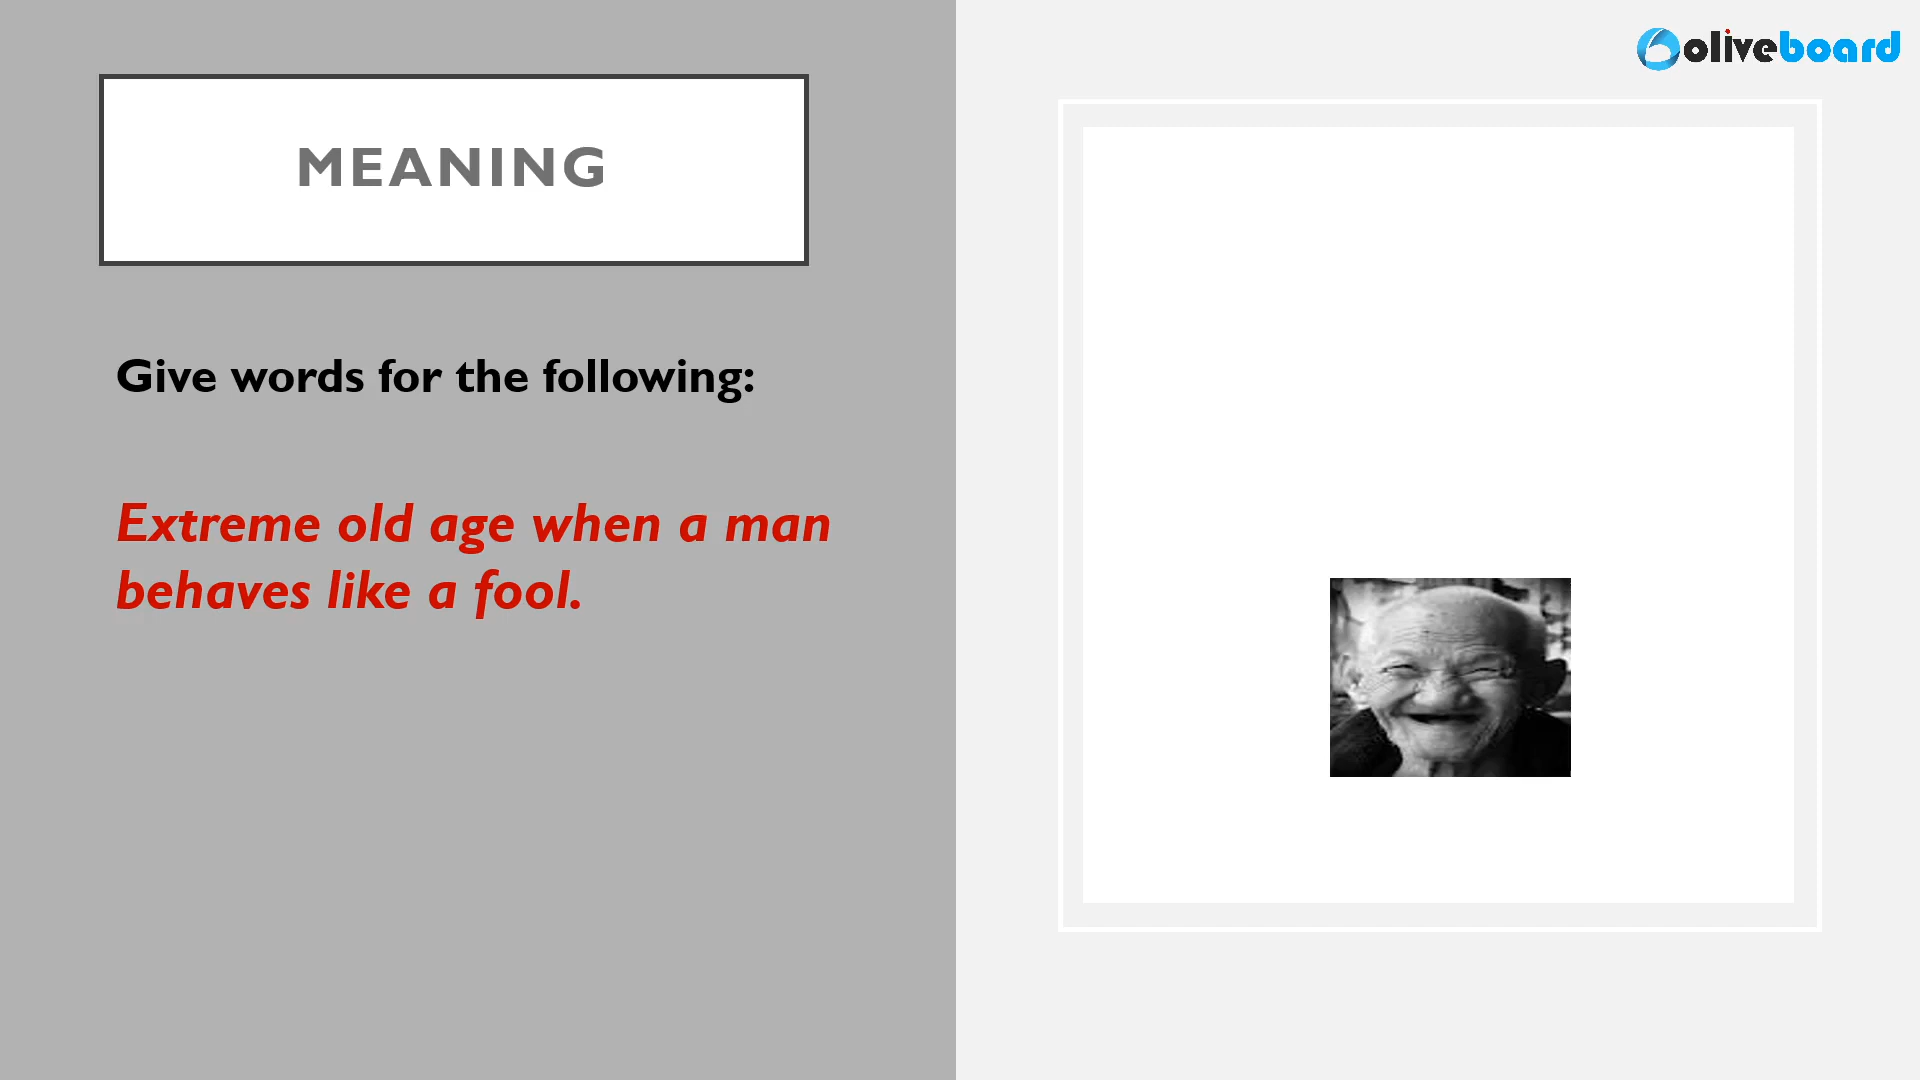 oliveboard
MEANING
Give words for the following:
Extreme old age when a man
behaves like a fool.